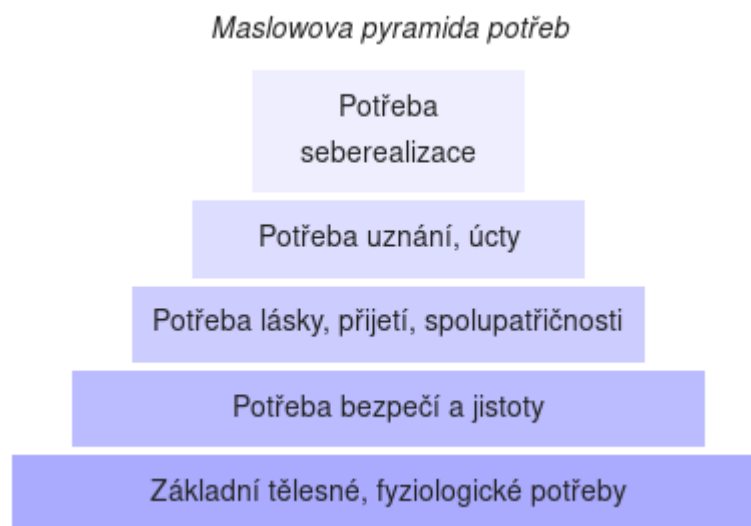 Maslowova pyramida potřeb
Potřeba
seberealizace
Potřeba uznání, úcty
Potřeba lásky, přijetí, spolupatřičnosti
Potřeba bezpečí a jistoty
Základní tělesné, fyziologické potřeby